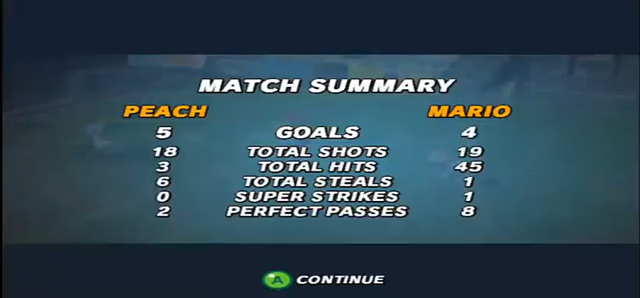 MATCH SUMMARY
PEACH MARIO
5 GOALS 4
18 TOTAL SHOTS 19
3 TOTAL HITS 45
6 TOTAL STEALS 1
0 SUPER STRIKES 1
2 PERFECT PASSES 8
A CONTINUE